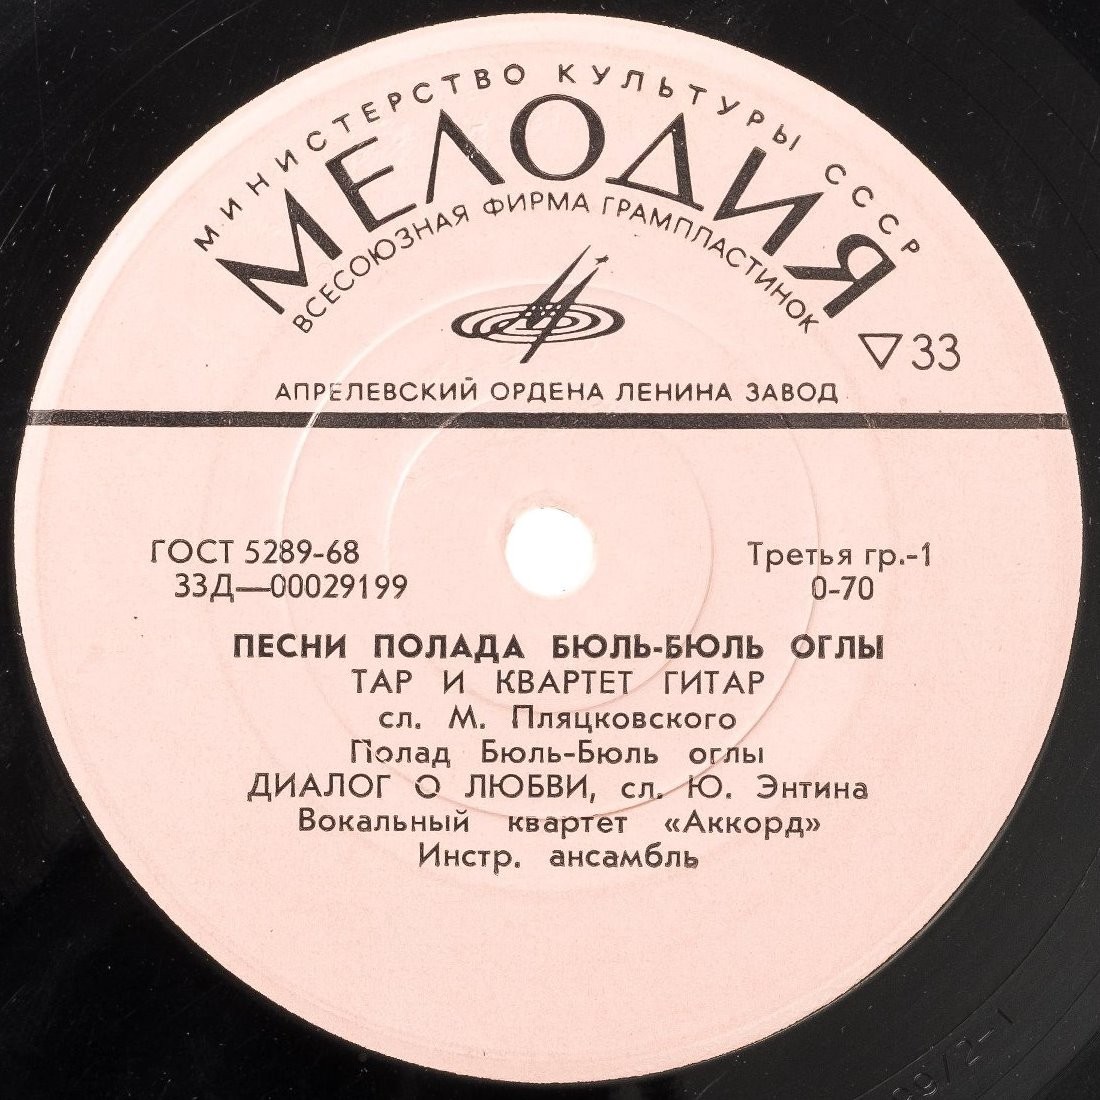 МИНИСТЕРСТВО КУЛЬТУРЫ СССР
МЕЛОДИЯ
ВСЕСОЮЗНАЯ ФИРМА ГРАМПЛАСТИНОК
33
АПРЕЛЕВСКИЙ ОРДЕНА ЛЕНИНА ЗАВОД
ГОСТ 5289-68
33Д—00029199
Третья гр.-1
0-70
ПЕСНИ ПОЛАДА БЮЛЬ-БЮЛЬ ОГЛЫ
ТАР И КВАРТЕТ ГИТАР
сл. М. Пляцковского
Полад Бюль-Бюль оглы
ДИАЛОГ О ЛЮБВИ, сл. Ю. Энтина
Вокальный квартет «Аккорд»
Инстр. ансамбль